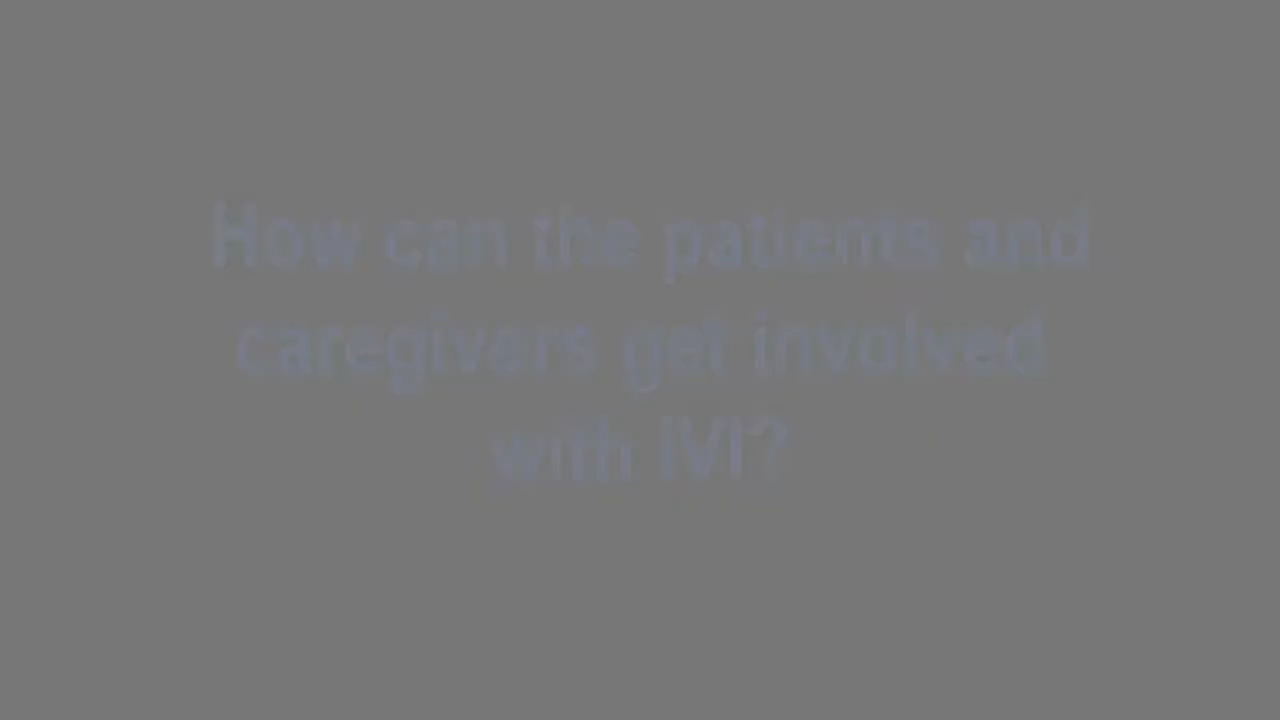 How can the patients and
caregivers get involved
with IVI?